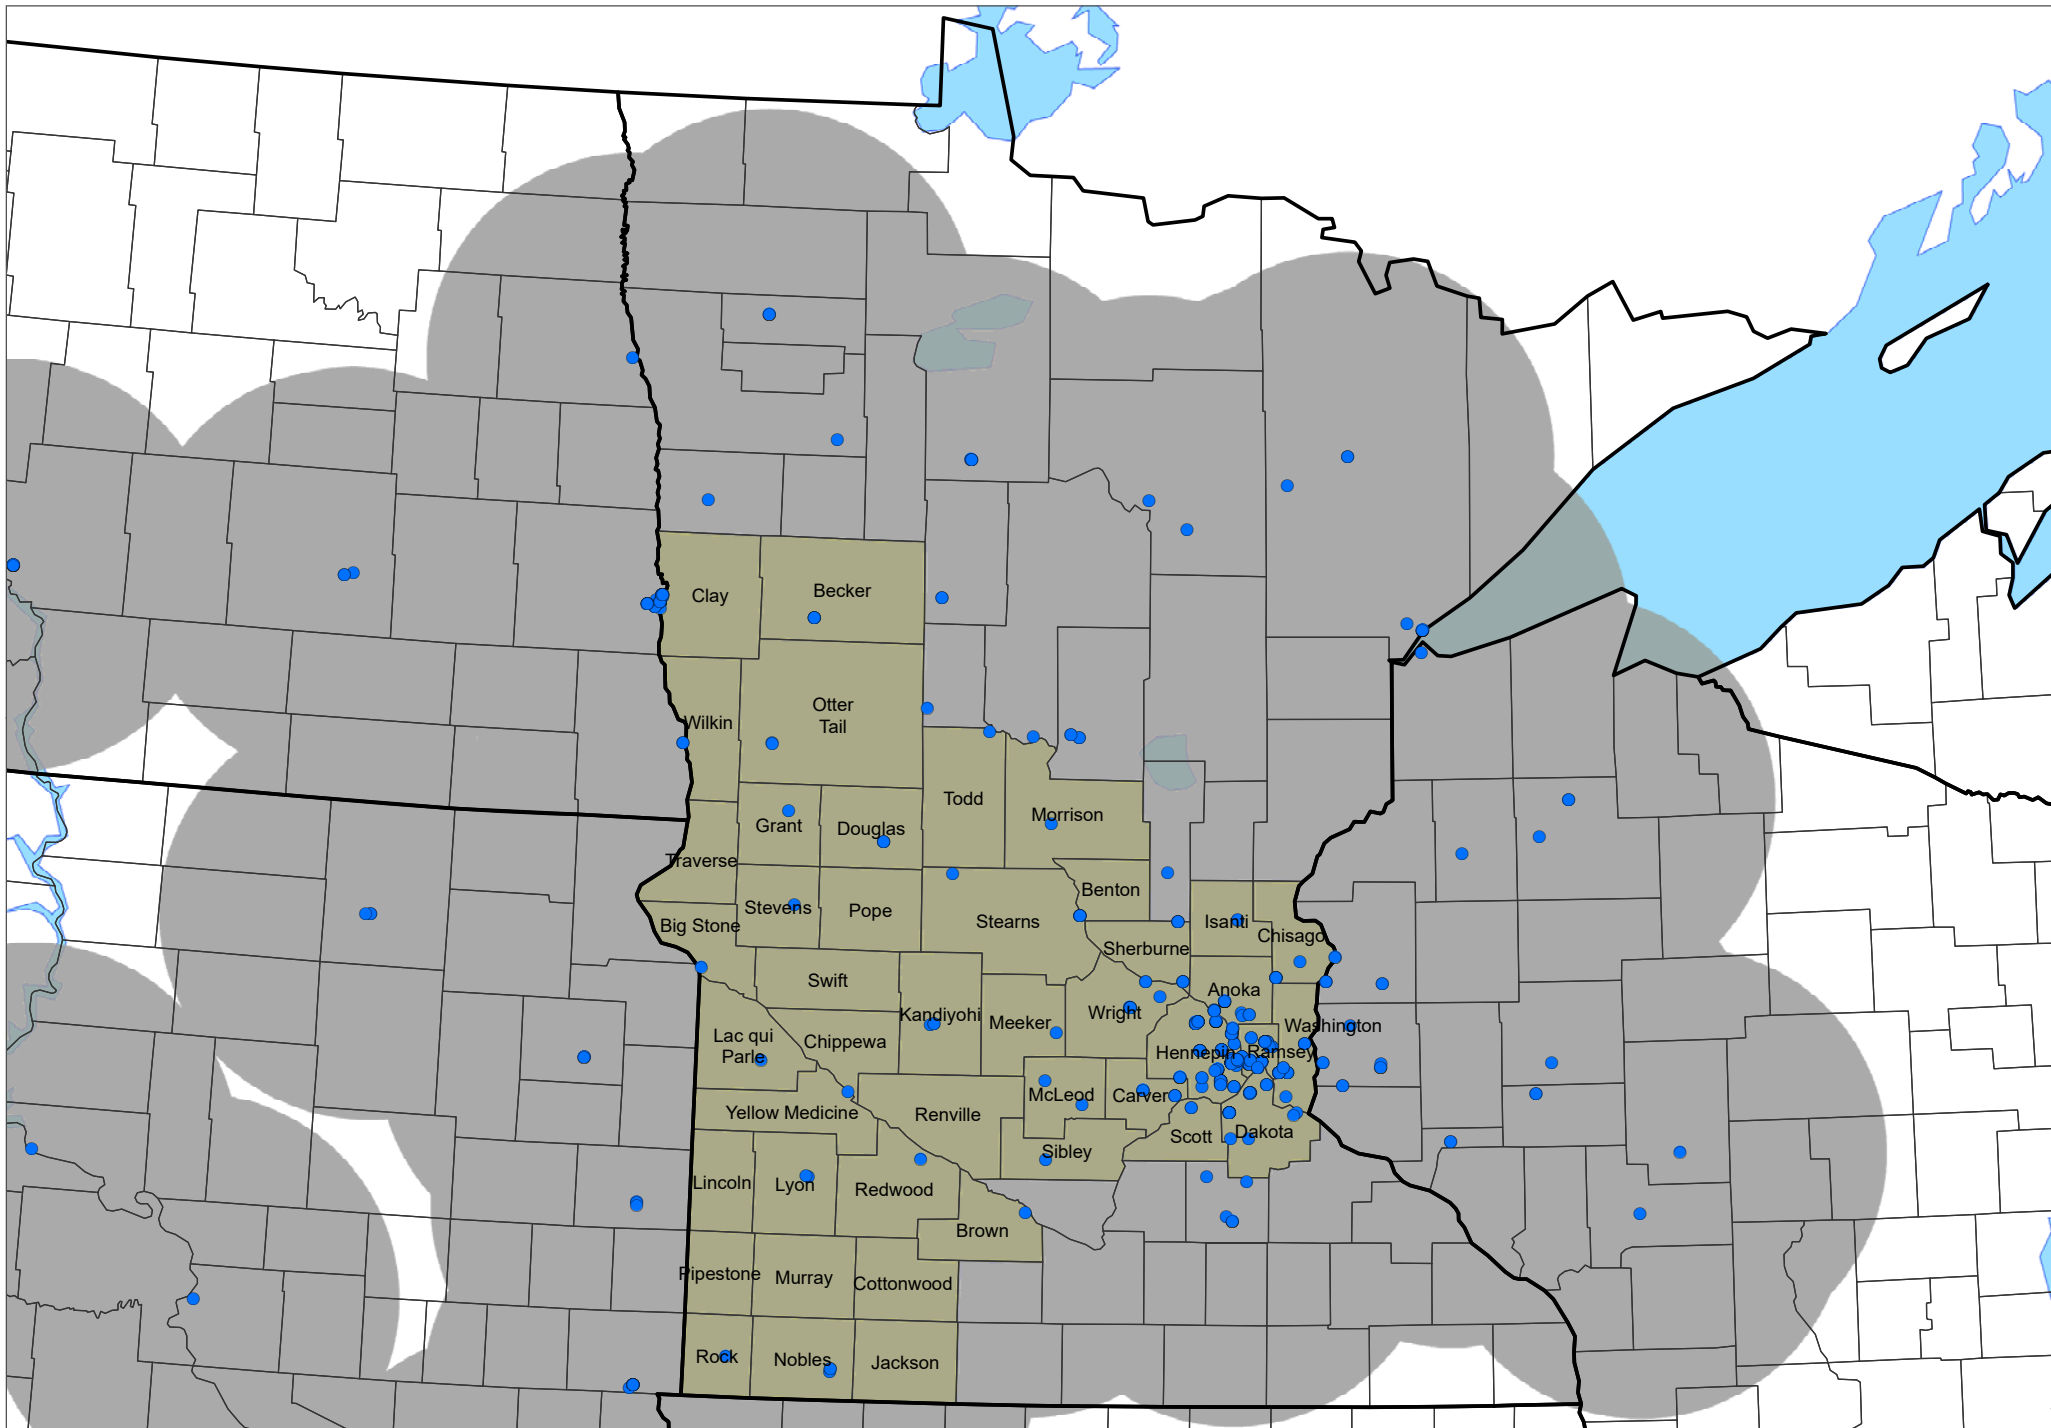 Clay
Becker
Wilkin
Otter
Tail
Grant
Douglas
Todd
Morrison
Traverse
Benton
Big Stone
Stevens
Pope
Stearns
Isanti
Chisago
Sherburne
Swift
Anoka
Kandiyohi
Meeker
Wright
Washington
Lac qui
Parle
Chippewa
Hennepin
Ramsey
Yellow Medicine
Renville
McLeod
Carver
Scott
Dakota
Sibley
Lincoln
Lyon
Redwood
Brown
Pipestone
Murray
Cottonwood
Rock
Nobles
Jackson